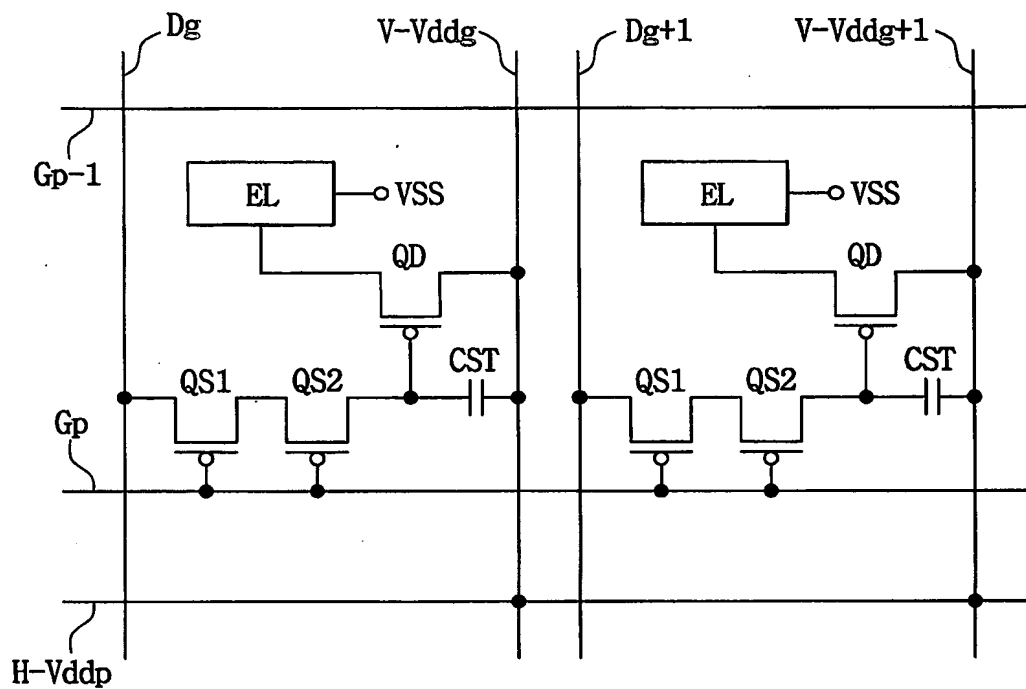 Dg
V-Vddg
Dg+1
V-Vddg+1
Gp-1
EL
VSS
EL
VSS
QD
QD
CST
CST
QS1
QS2
QS1
QS2
Gp
H-Vddp